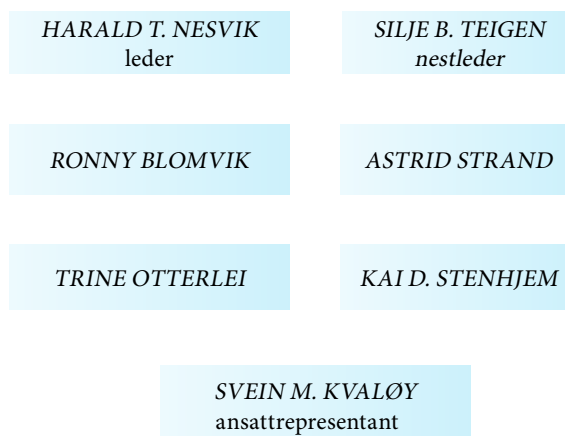 HARALD T. NESVIK
leder
SILJE B. TEIGEN
nestleder
RONNY BLOMVIK
ASTRID STRAND
TRINE OTTERLEI
KAI D. STENHJEM
SVEIN M. KVALØY
ansattrepresentant